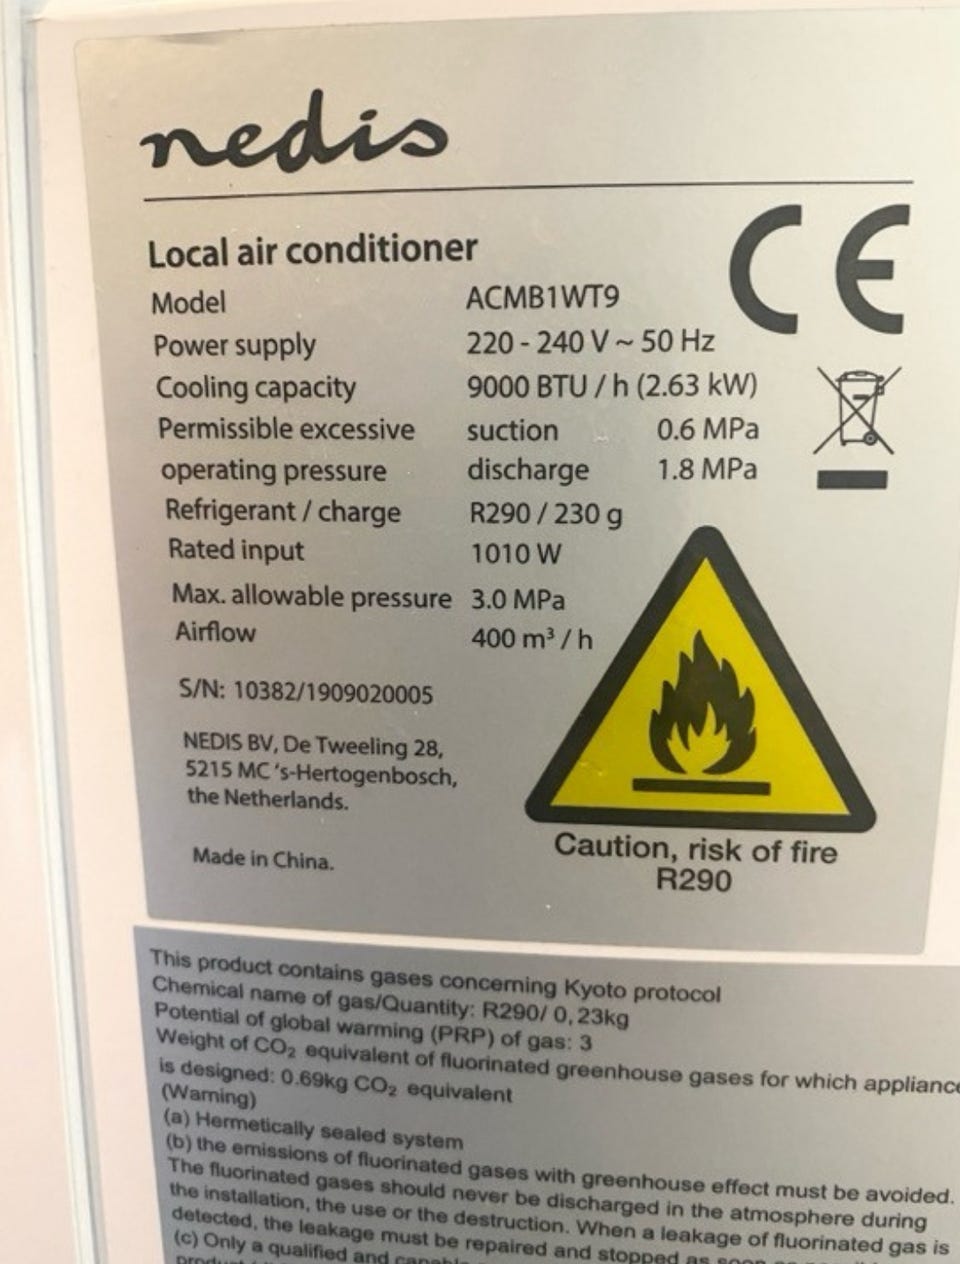 nedis
CE
Local air conditioner
Model ACMB1WT9
Power supply 220 - 240 V ~ 50 Hz
Cooling capacity 9000 BTU / h (2.63 kW)
Permissible excessive suction 0.6 MPa
operating pressure discharge 1.8 MPa
Refrigerant / charge R290 / 230 g
Rated input 1010 W
Max. allowable pressure 3.0 MPa
Airflow 400 m³ / h
S/N: 10382/1909020005
NEDIS BV, De Tweeling 28,
5215 MC 's-Hertogenbosch,
the Netherlands.
Made in China.
Caution, risk of fire
R290
This product contains gases concerning Kyoto protocol
Chemical name of gas/Quantity: R290/ 0,23kg
Potential of global warming (PRP) of gas: 3
Weight of CO₂ equivalent of fluorinated greenhouse gases for which appliance
is designed: 0.69kg CO₂ equivalent
(Warning)
(a) Hermetically sealed system
(b) the emissions of fluorinated gases with greenhouse effect must be avoided.
The fluorinated gases should never be discharged in the atmosphere during
the installation, the use or the destruction. When a leakage of fluorinated gas is
detected, the leakage must be repaired and stopped as soon as
(c) Only a qualified and